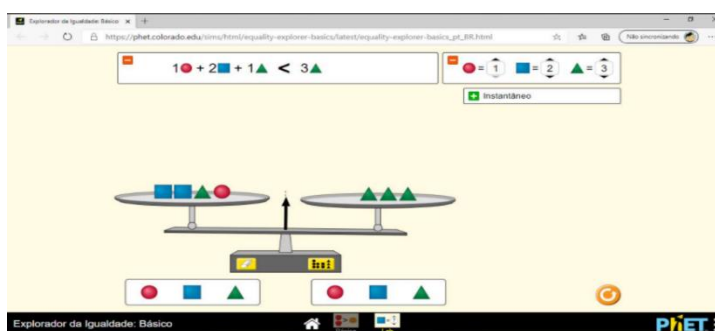 Explorador da Igualdade: Básico
https://phet.colorado.edu/sims/html/equality-explorer-basics/latest/equality-explorer-basics_pt_BR.html
Não sincronizando
1 + 2 + 1 < 3
= 1 = 2 = 3
Instantâneo
Explorador da Igualdade: Básico
PhET